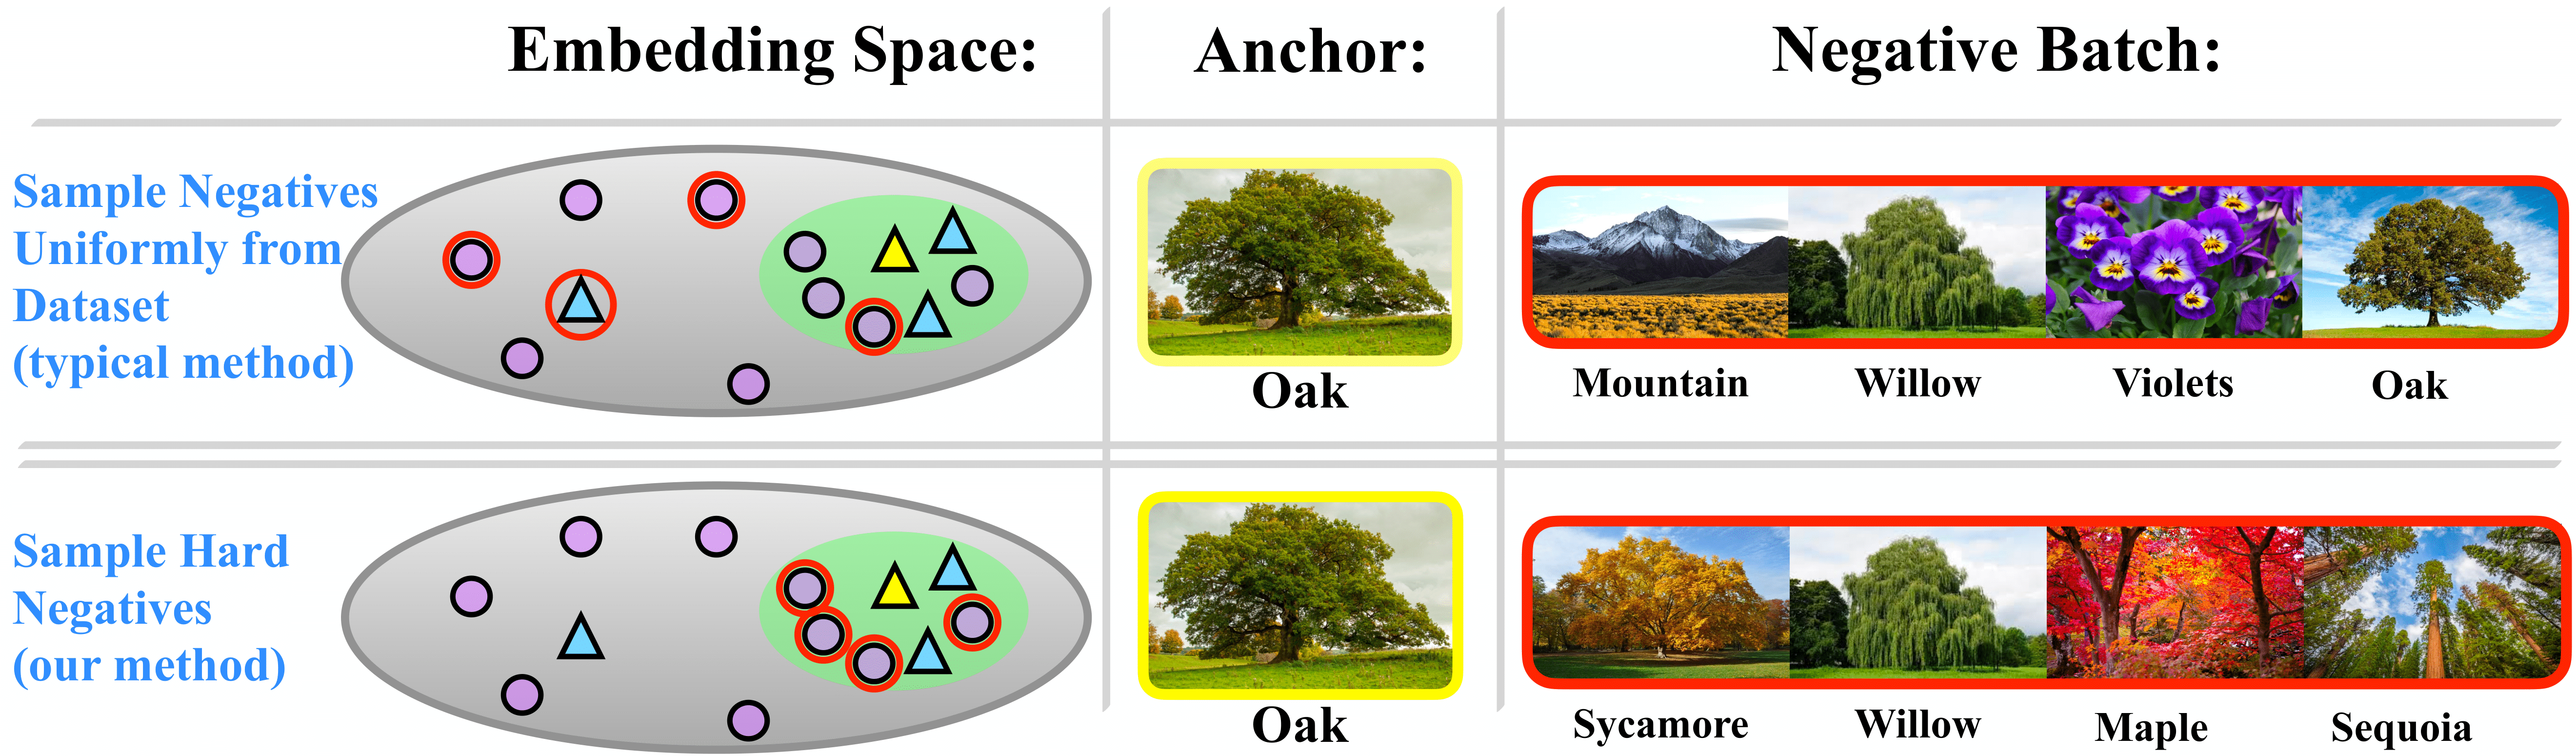 Embedding Space:
Anchor:
Negative Batch:
Sample Negatives
Uniformly from
Dataset
(typical method)
Oak
Mountain
Willow
Violets
Oak
Sample Hard
Negatives
(our method)
Oak
Sycamore
Willow
Maple
Sequoia